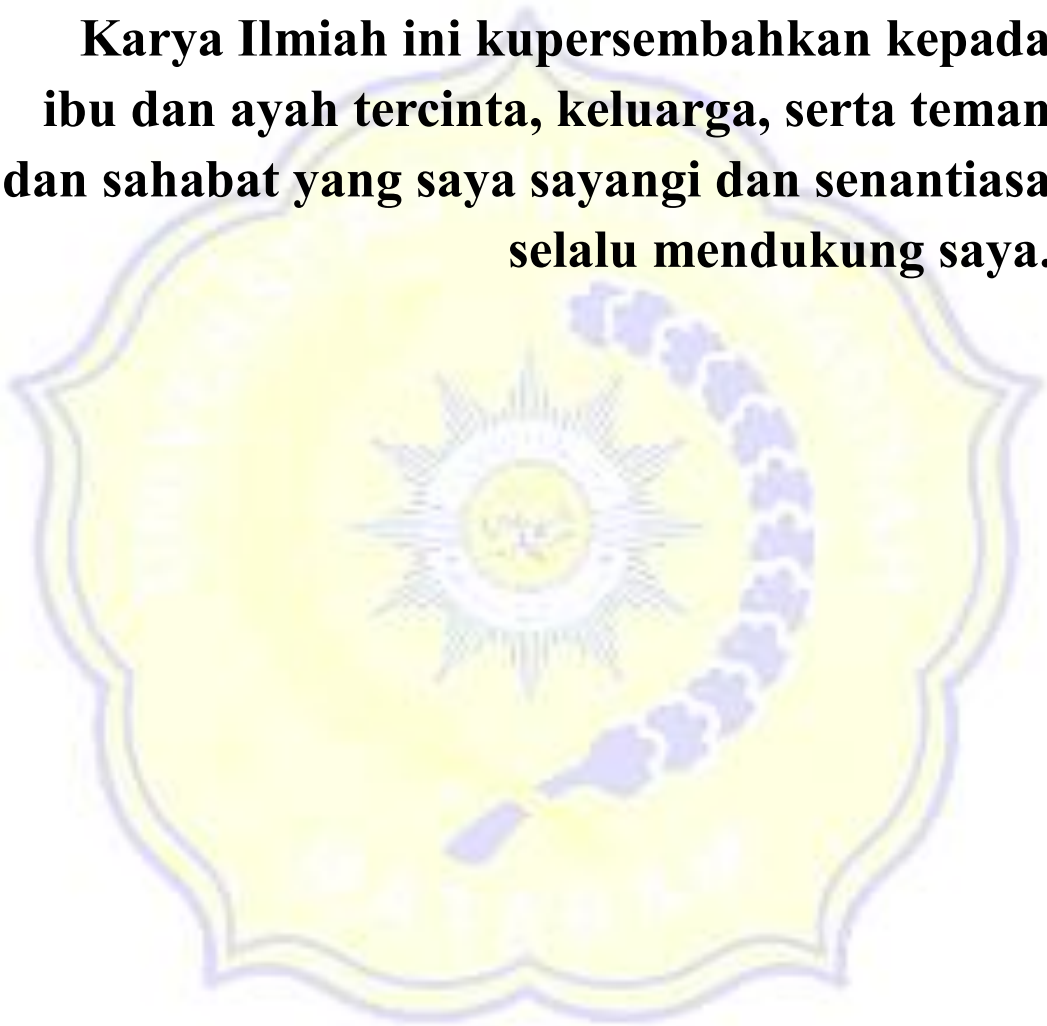 Karya Ilmiah ini kupersembahkan kepada
ibu dan ayah tercinta, keluarga, serta teman
dan sahabat yang saya sayangi dan senantiasa
selalu mendukung saya.